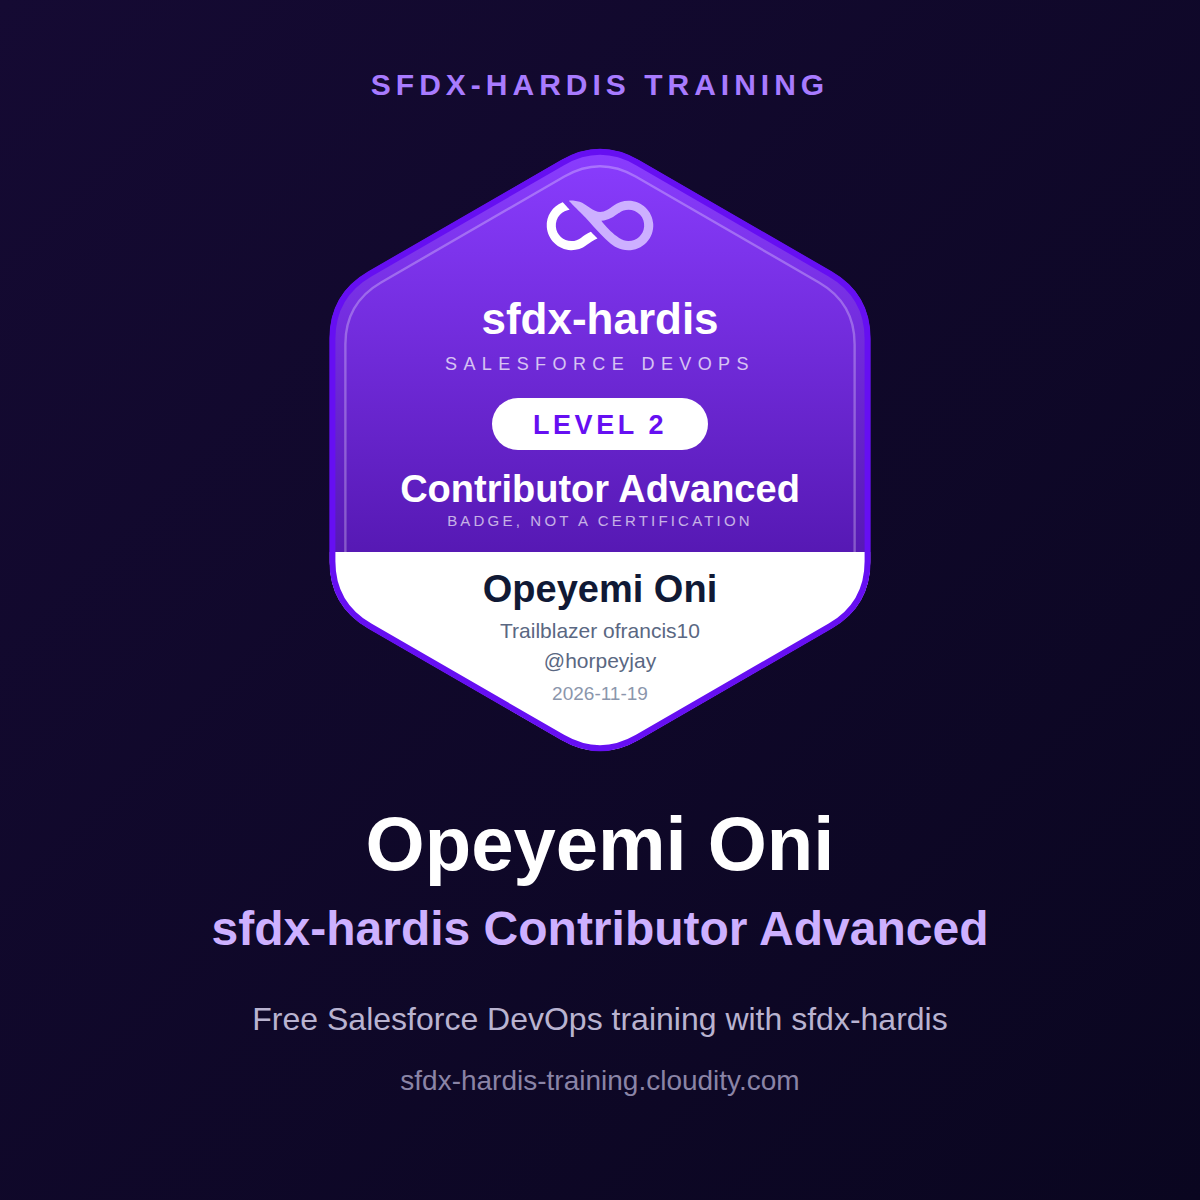 SFDX-HARDIS TRAINING
sfdx-hardis
SALESFORCE DEVOPS
LEVEL 2
Contributor Advanced
BADGE, NOT A CERTIFICATION
Opeyemi Oni
Trailblazer ofrancis10
@horpeyjay
2026-11-19
Opeyemi Oni
sfdx-hardis Contributor Advanced
Free Salesforce DevOps training with sfdx-hardis
sfdx-hardis-training.cloudity.com